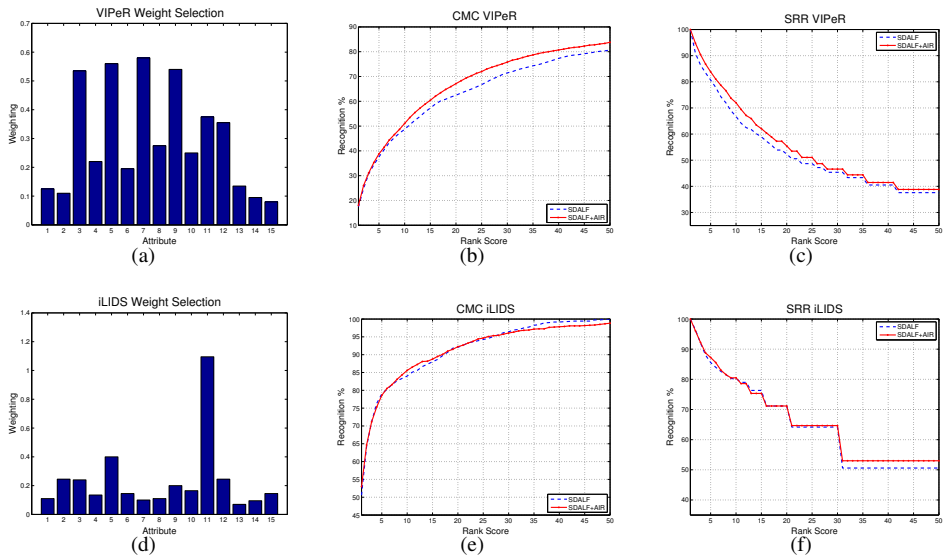 VIPeR Weight Selection
0.7
0.6
0.5
0.4
0.3
0.2
0.1
0
Weighting
1 2 3 4 5 6 7 8 9 10 11 12 13 14 15
Attribute
(a)
CMC VIPeR
90
80
70
60
50
40
30
20
10
Recognition %
5 10 15 20 25 30 35 40 45 50
Rank Score
SDALF
SDALF+AIR
(b)
SRR VIPeR
100
90
80
70
60
50
40
30
Recognition %
5 10 15 20 25 30 35 40 45 50
Rank Score
SDALF
SDALF+AIR
(c)
iLIDS Weight Selection
1.4
1.2
1
0.8
0.6
0.4
0.2
0
Weighting
1 2 3 4 5 6 7 8 9 10 11 12 13 14 15
Attribute
(d)
CMC iLIDS
100
95
90
85
80
75
70
65
60
55
50
45
Recognition %
5 10 15 20 25 30 35 40 45 50
Rank Score
SDALF
SDALF+AIR
(e)
SRR iLIDS
100
90
80
70
60
50
40
Recognition %
5 10 15 20 25 30 35 40 45 50
Rank Score
SDALF
SDALF+AIR
(f)